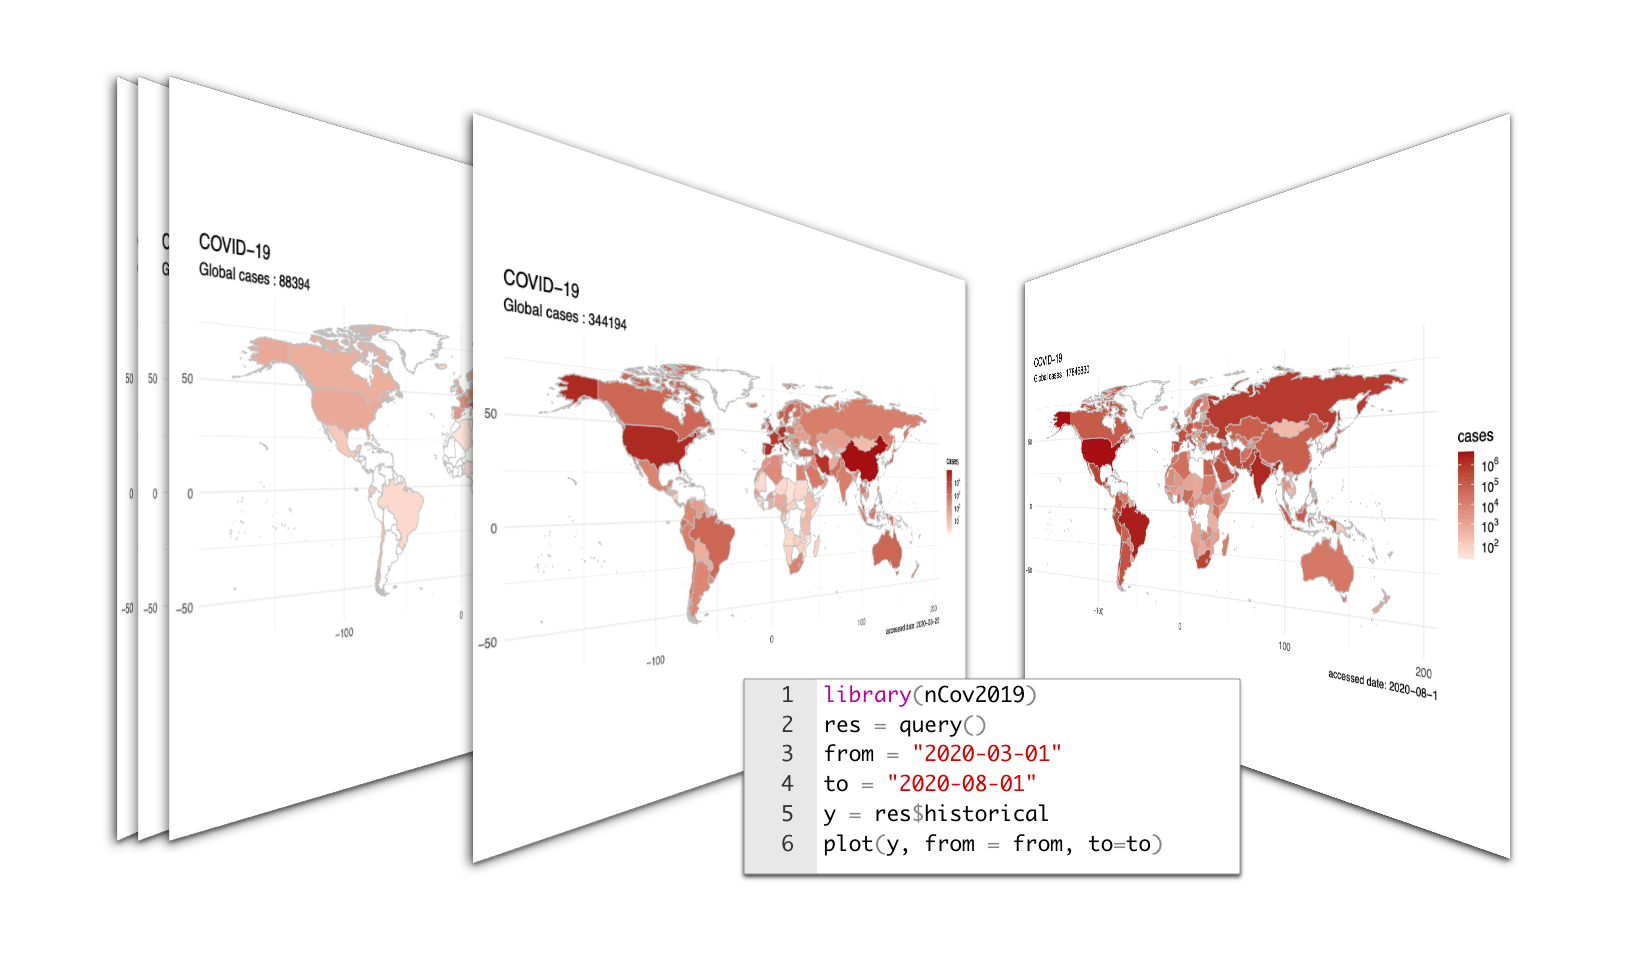 C
G
50
0
-50
50
0
-50
COVID-19
Global cases : 88394
50
0
-50
-100
0
COVID-19
Global cases : 344194
50
0
-50
-100
0
100
200
cases
accessed date: 2020-03-22
COVID-19
50
0
-50
-100
0
100
200
cases
10^6
10^5
10^4
10^3
10^2
accessed date: 2020-08-1
1 library(nCov2019)
2 res = query()
3 from = "2020-03-01"
4 to = "2020-08-01"
5 y = res$historical
6 plot(y, from = from, to=to)